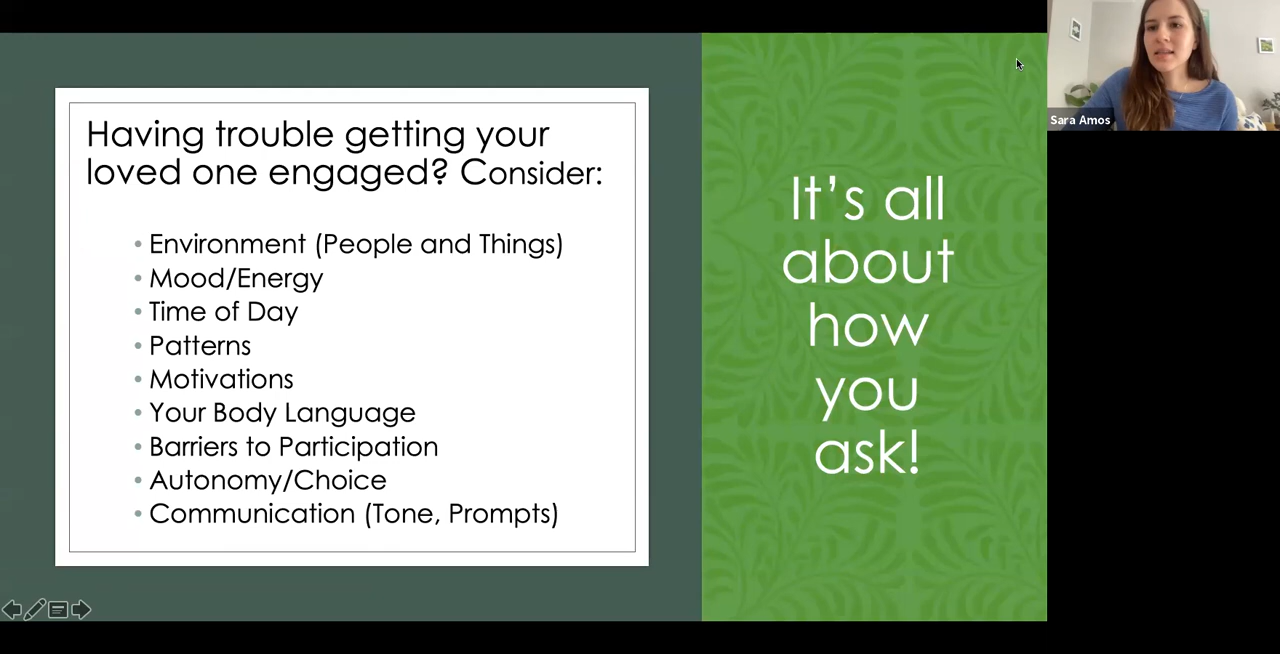 Having trouble getting your
loved one engaged? Consider:
• Environment (People and Things)
• Mood/Energy
• Time of Day
• Patterns
• Motivations
• Your Body Language
• Barriers to Participation
• Autonomy/Choice
• Communication (Tone, Prompts)
It’s all
about
how
you
ask!
Sara Amos